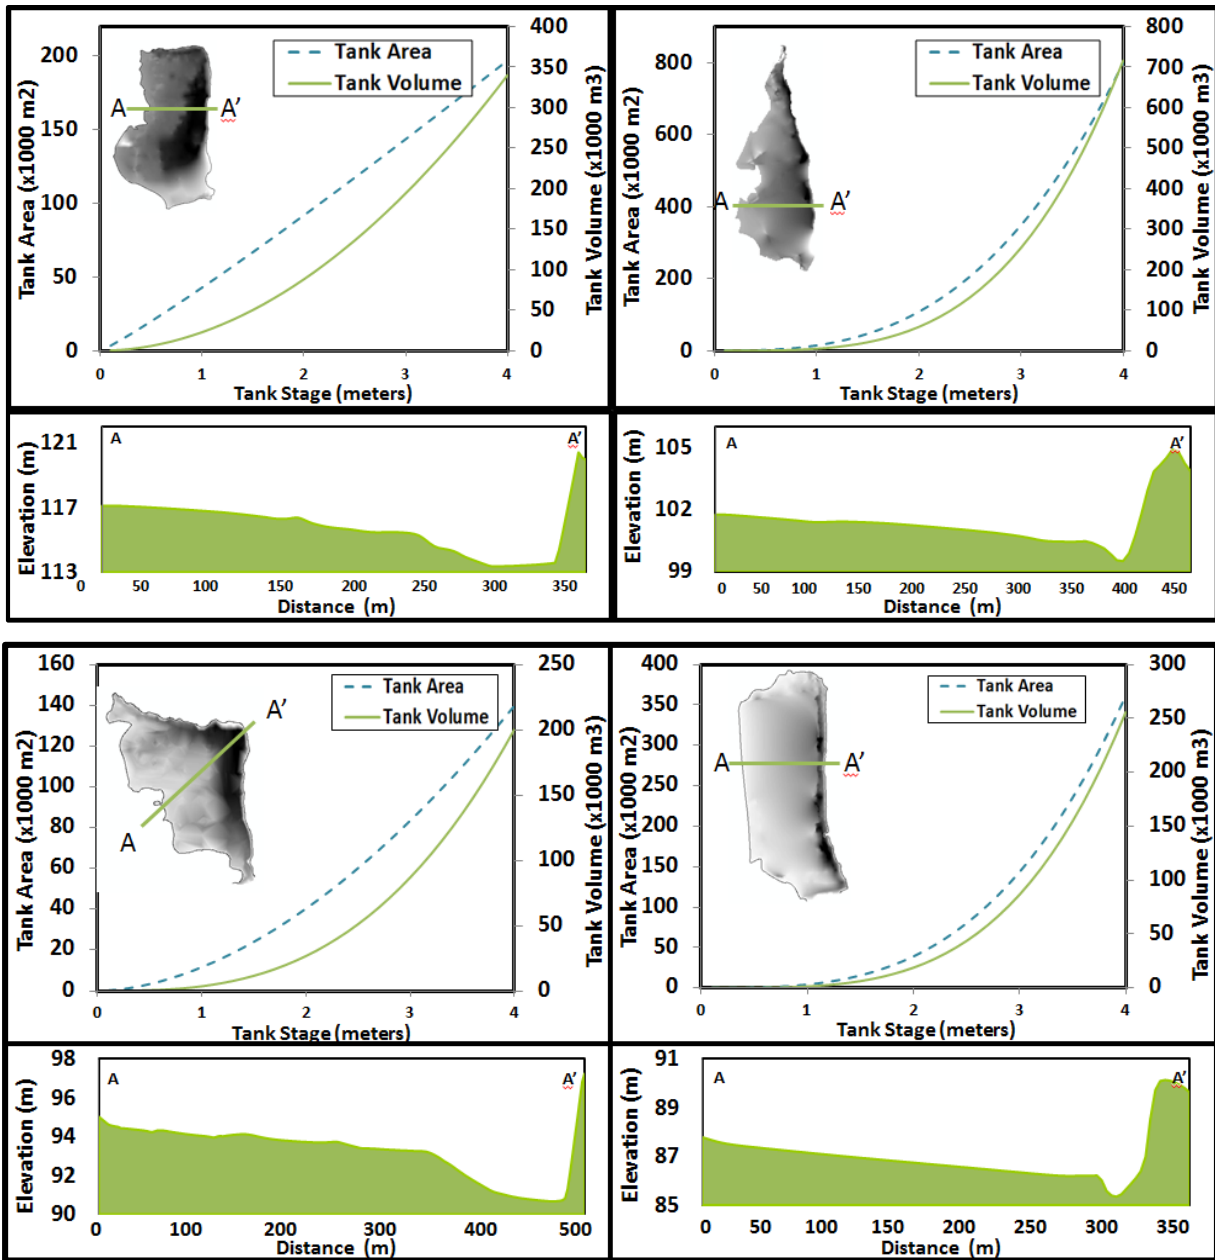 200
150
100
50
0
Tank Area (x1000 m2)
Tank Area
Tank Volume
A
A'
400
350
300
250
200
150
100
50
0
Tank Volume (x1000 m3)
0 1 2 3 4
Tank Stage (meters)
800
600
400
200
0
Tank Area (x1000 m2)
Tank Area
Tank Volume
A
A'
800
700
600
500
400
300
200
100
0
Tank Volume (x1000 m3)
0 1 2 3 4
Tank Stage (meters)
121
117
113
Elevation (m)
A
A'
0 50 100 150 200 250 300 350
Distance (m)
105
102
99
Elevation (m)
A
A'
0 50 100 150 200 250 300 350 400 450
Distance (m)
160
140
120
100
80
60
40
20
0
Tank Area (x1000 m2)
Tank Area
Tank Volume
A'
A
250
200
150
100
50
0
Tank Volume (x1000 m3)
0 1 2 3 4
Tank Stage (meters)
400
350
300
250
200
150
100
50
0
Tank Area (x1000 m2)
Tank Area
Tank Volume
A
A'
300
250
200
150
100
50
0
Tank Volume (x1000 m3)
0 1 2 3 4
Tank Stage (meters)
98
96
94
92
90
Elevation (m)
A
A'
0 100 200 300 400 500
Distance (m)
91
89
87
85
Elevation (m)
A
A'
0 50 100 150 200 250 300 350
Distance (m)